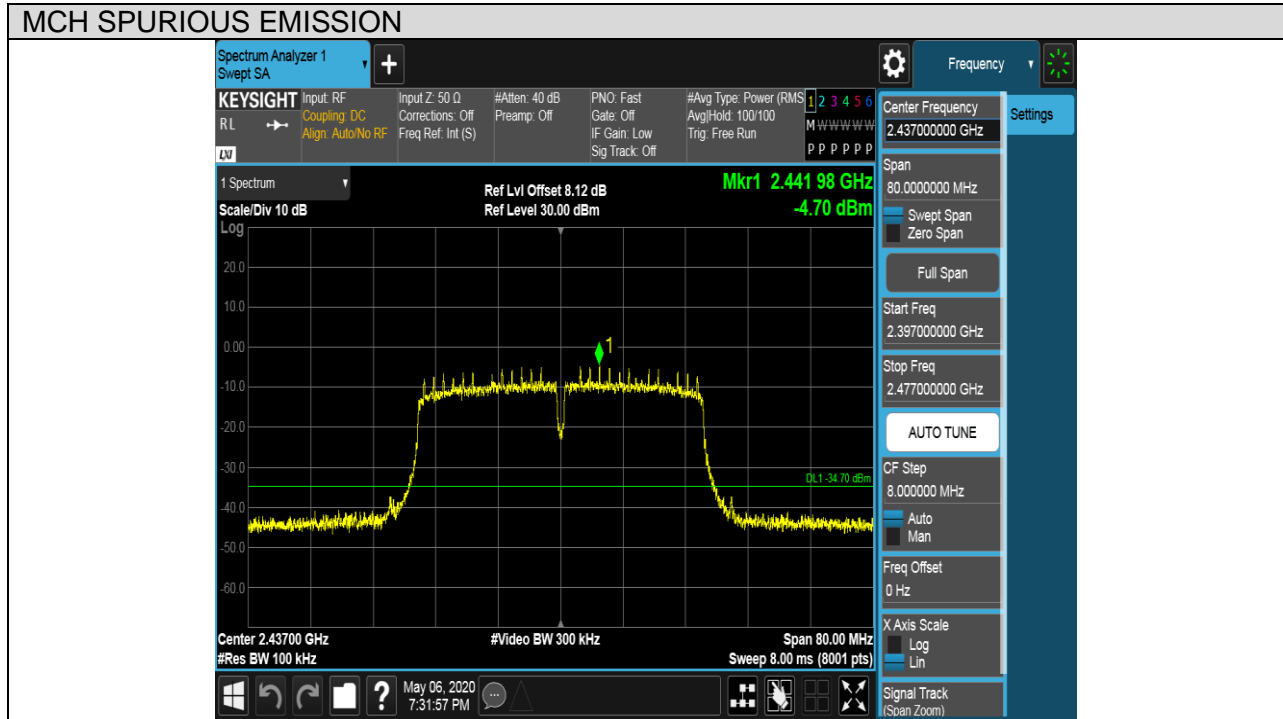 MCH SPURIOUS EMISSION
Spectrum Analyzer 1
Swept SA
+
Frequency
KEYSIGHT
RL
LXI
Input: RF
Coupling: DC
Align: Auto/No RF
Input Z: 50 Ω
Corrections: Off
Freq Ref: Int (S)
#Atten: 40 dB
Preamp: Off
PNO: Fast
Gate: Off
IF Gain: Low
Sig Track: Off
#Avg Type: Power (RMS
Avg|Hold: 100/100
Trig: Free Run
1 2 3 4 5 6
M W W W W W
P P P P P P
1 Spectrum
Scale/Div 10 dB
Log
Ref Lvl Offset 8.12 dB
Ref Level 30.00 dBm
Mkr1 2.441 98 GHz
-4.70 dBm
20.0
10.0
0.00
-10.0
-20.0
-30.0
-40.0
-50.0
-60.0
1
DL1 -34.70 dBm
Center 2.43700 GHz
#Res BW 100 kHz
#Video BW 300 kHz
Span 80.00 MHz
Sweep 8.00 ms (8001 pts)
?
May 06, 2020
7:31:57 PM
Center Frequency
2.437000000 GHz
Settings
Span
80.0000000 MHz
Swept Span
Zero Span
Full Span
Start Freq
2.397000000 GHz
Stop Freq
2.477000000 GHz
AUTO TUNE
CF Step
8.000000 MHz
Auto
Man
Freq Offset
0 Hz
X Axis Scale
Log
Lin
Signal Track
(Span Zoom)